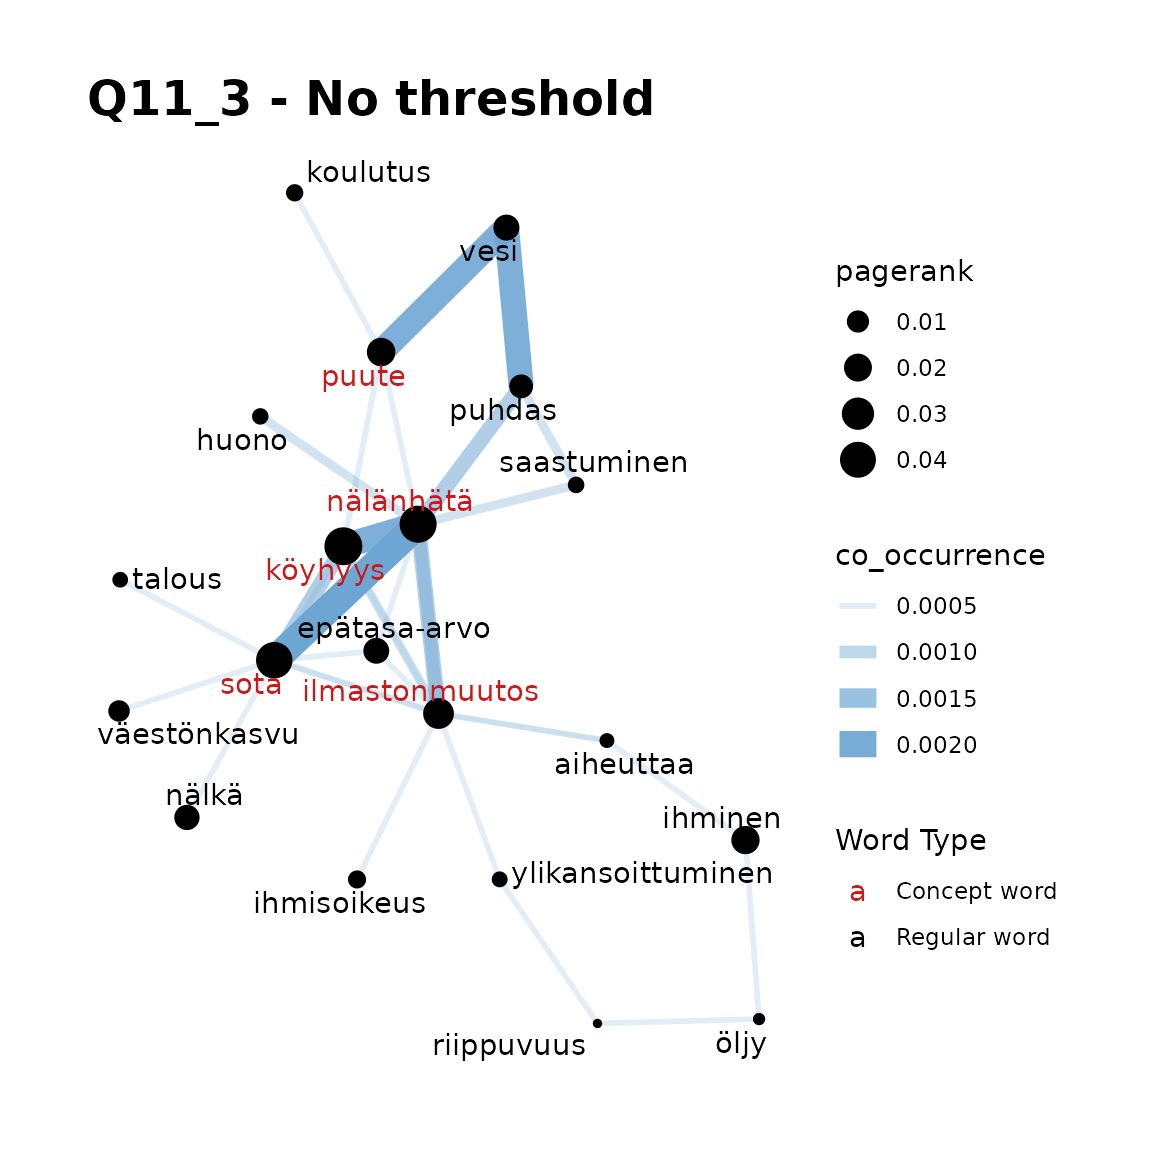 Q11_3 - No threshold
koulutus
vesi
puute
puhdas
huono
saastuminen
nälänhätä
köyhyys
talous
epätasa-arvo
sota
ilmastonmuutos
väestönkasvu
aiheuttaa
nälkä
ihminen
ylikansoittuminen
ihmisoikeus
riippuvuus
öljy
pagerank
0.01
0.02
0.03
0.04
co_occurrence
0.0005
0.0010
0.0015
0.0020
Word Type
a Concept word
a Regular word